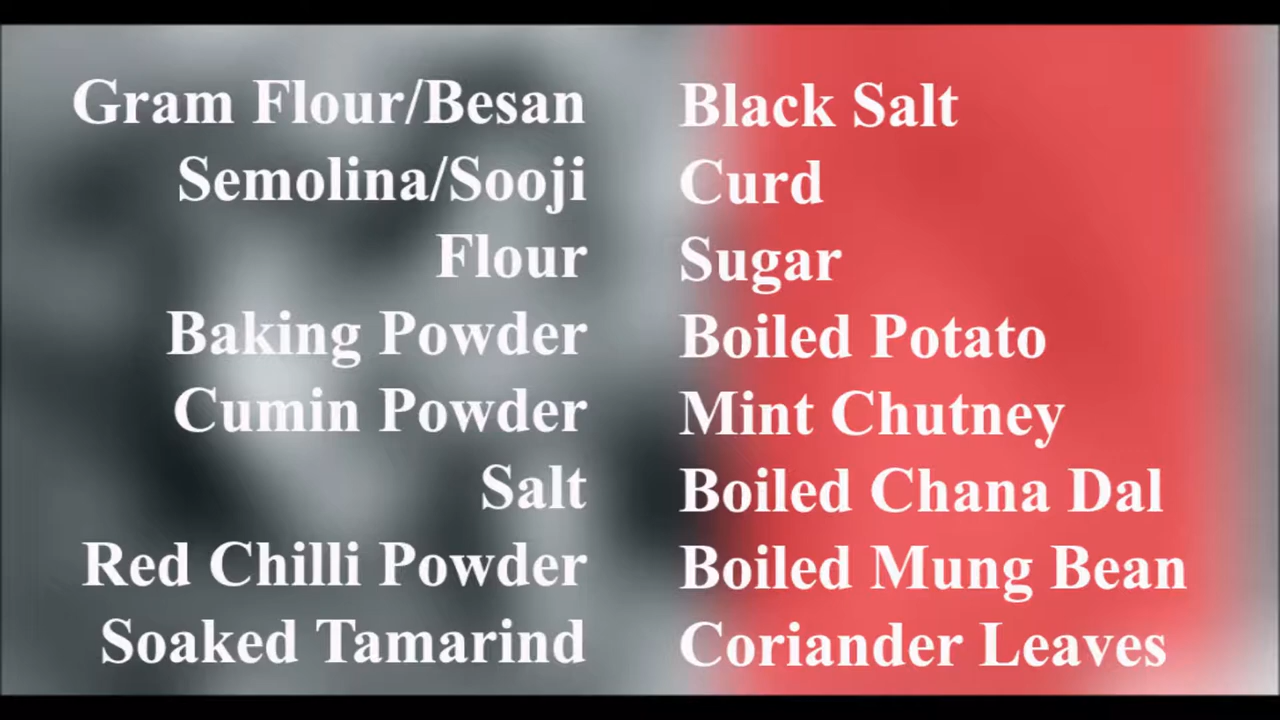 Gram Flour/Besan
Semolina/Sooji
Flour
Baking Powder
Cumin Powder
Salt
Red Chilli Powder
Soaked Tamarind
Black Salt
Curd
Sugar
Boiled Potato
Mint Chutney
Boiled Chana Dal
Boiled Mung Bean
Coriander Leaves